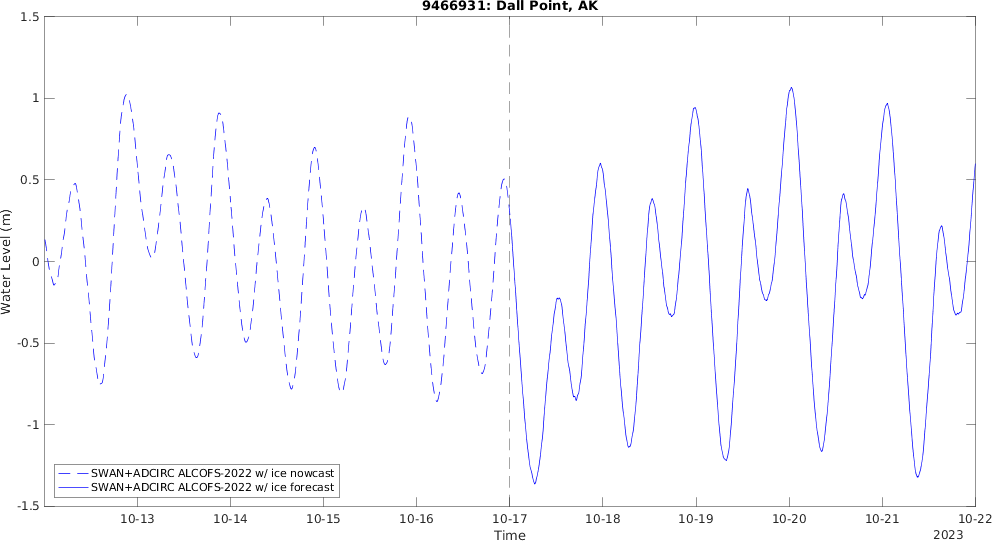 9466931: Dall Point, AK
1.5
1
0.5
0
-0.5
-1
-1.5
Water Level (m)
SWAN+ADCIRC ALCOFS-2022 w/ ice nowcast
SWAN+ADCIRC ALCOFS-2022 w/ ice forecast
10-13 10-14 10-15 10-16 10-17 10-18 10-19 10-20 10-21 10-22
Time
2023